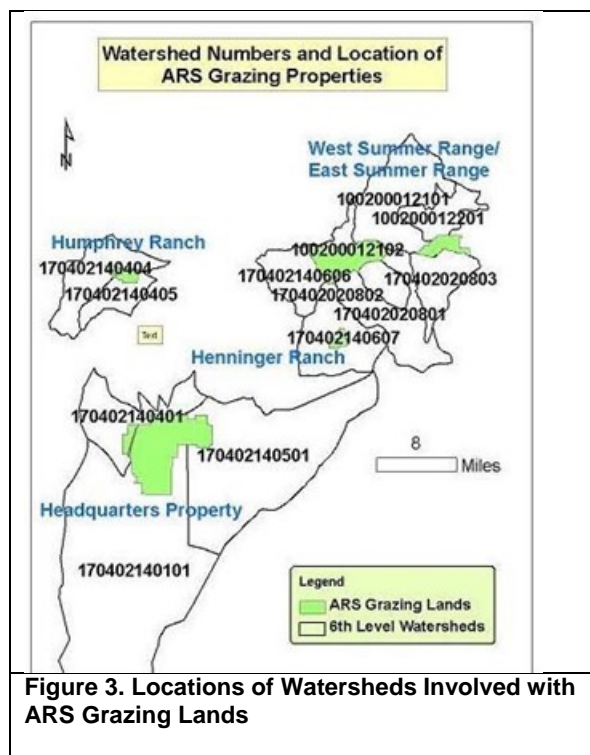 Watershed Numbers and Location of
ARS Grazing Properties
N
West Summer Range/
East Summer Range
100200012101
100200012201
Humphrey Ranch
100200012102
170402140404
170402140606
170402020803
170402140405
170402020802
170402020801
Text
170402140607
Henninger Ranch
170402140401
170402140501
8
Miles
Headquarters Property
170402140101
Legend
ARS Grazing Lands
6th Level Watersheds
Figure 3. Locations of Watersheds Involved with
ARS Grazing Lands